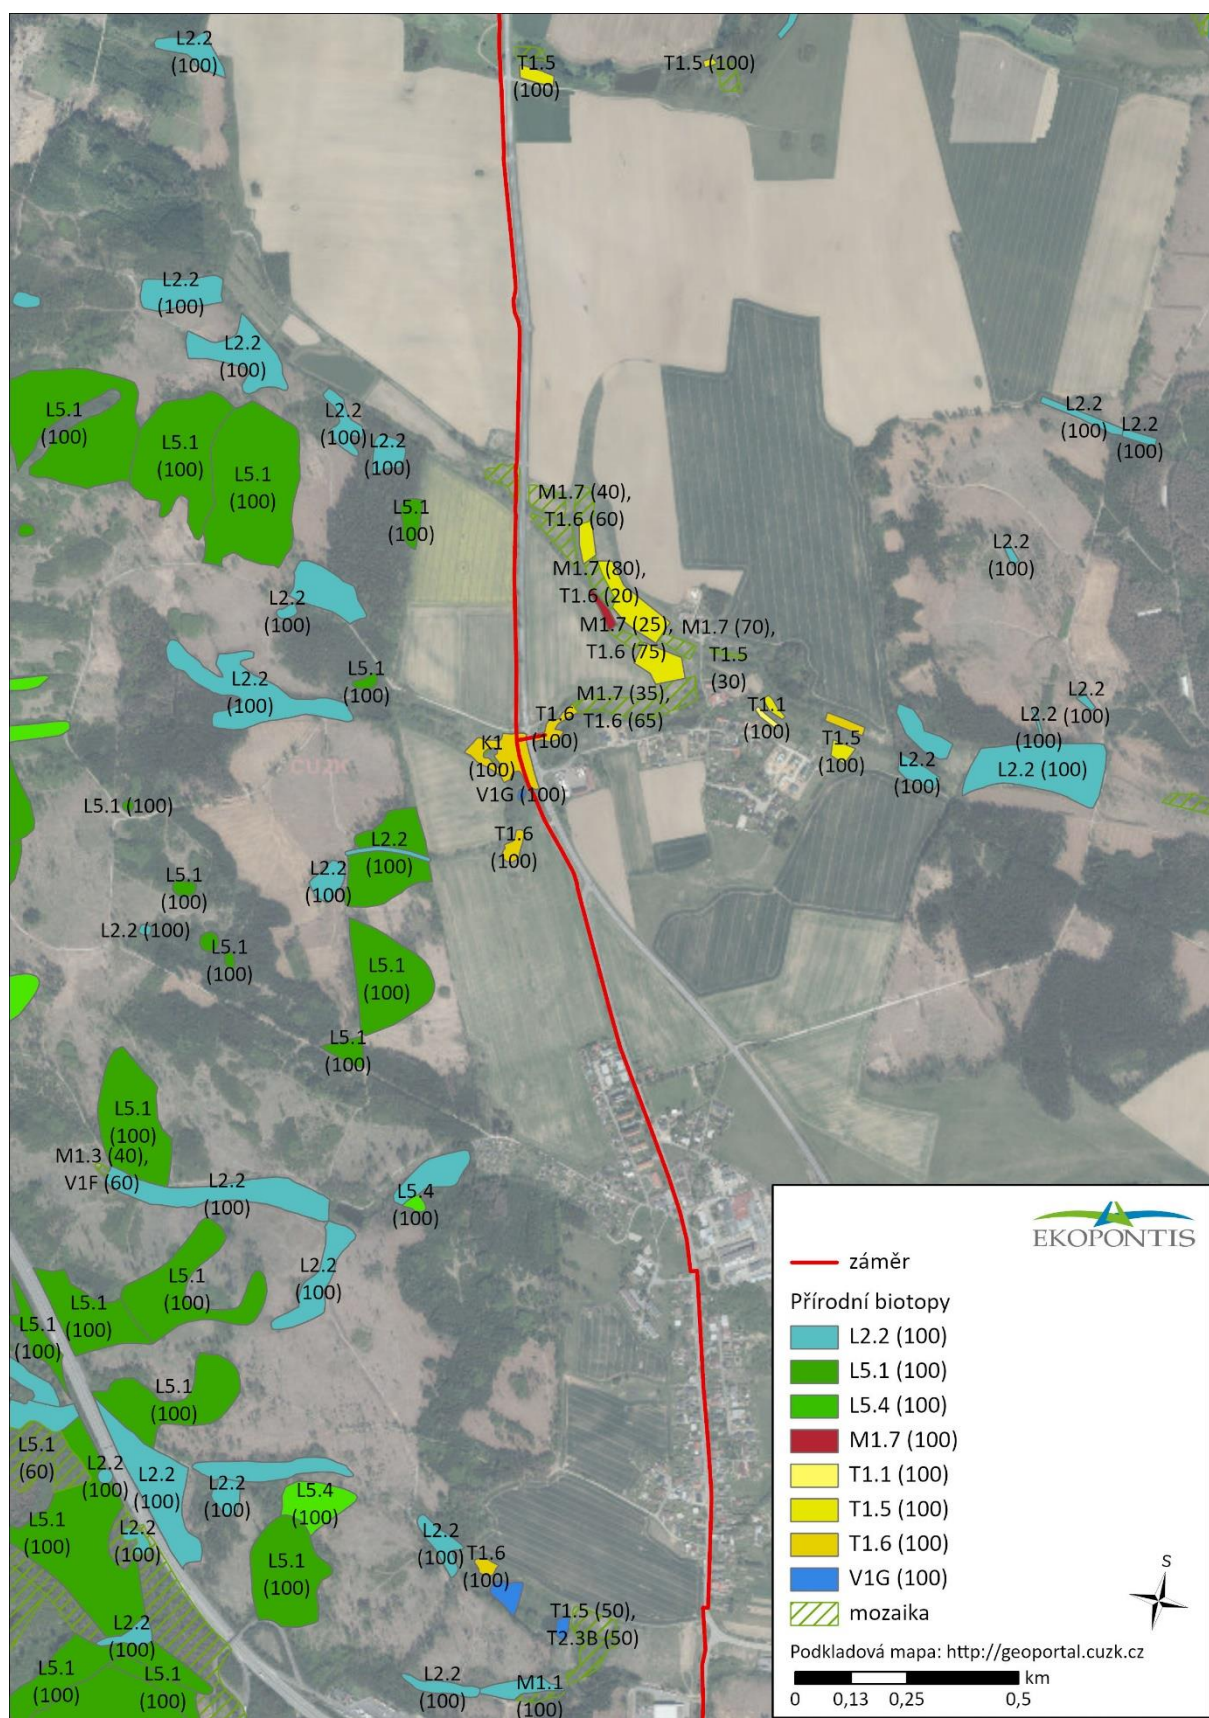 L2.2
(100)
T1.5
(100)
T1.5 (100)
L2.2
(100)
L2.2
(100)
L5.1
(100)
L5.1
(100)
L5.1
(100)
L2.2
(100)
L2.2
(100)
L5.1
(100)
L2.2
(100)
L2.2
(100)
M1.7 (40),
T1.6 (60)
L2.2
(100)
M1.7 (80),
T1.6 (20)
M1.7 (25),
T1.6 (75)
M1.7 (70),
T1.5
(30)
L2.2
(100)
L2.2
(100)
L5.1
(100)
M1.7 (35),
T1.6 (65)
T1.6
(100)
T1.1
(100)
K1
(100)
V1G (100)
T1.5
(100)
L2.2
(100)
L2.2
(100)
L2.2
(100)
L2.2 (100)
CUZK
L5.1 (100)
L2.2
(100)
T1.6
(100)
L5.1
(100)
L2.2
(100)
L2.2 (100)
L5.1
(100)
L5.1
(100)
L5.1
(100)
L5.1
(100)
M1.3 (40),
V1F (60)
L2.2
(100)
L5.4
(100)
L2.2
(100)
L5.1
(100)
L5.1
(100)
L5.1
(100)
L5.1
(100)
L5.1
(60)
L2.2
(100)
L2.2
(100)
L2.2
(100)
L5.4
(100)
L5.1
(100)
L2.2
(100)
L5.1
(100)
L2.2
(100)
T1.6
(100)
T1.5 (50),
T2.3B (50)
L2.2
(100)
L5.1
(100)
L5.1
(100)
L2.2
(100)
M1.1
(100)
EKOPONTIS
záměr
Přírodní biotopy
L2.2 (100)
L5.1 (100)
L5.4 (100)
M1.7 (100)
T1.1 (100)
T1.5 (100)
T1.6 (100)
V1G (100)
mozaika
S
Podkladová mapa: http://geoportal.cuzk.cz
km
0 0,13 0,25 0,5